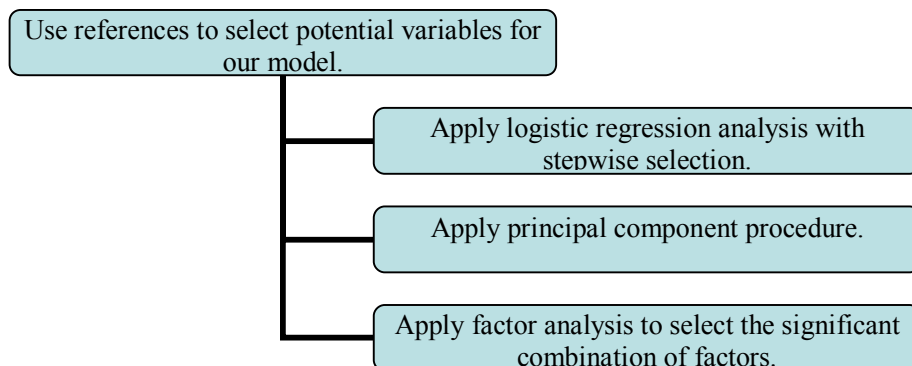 Use references to select potential variables for
our model.
Apply logistic regression analysis with
stepwise selection.
Apply principal component procedure.
Apply factor analysis to select the significant
combination of factors.